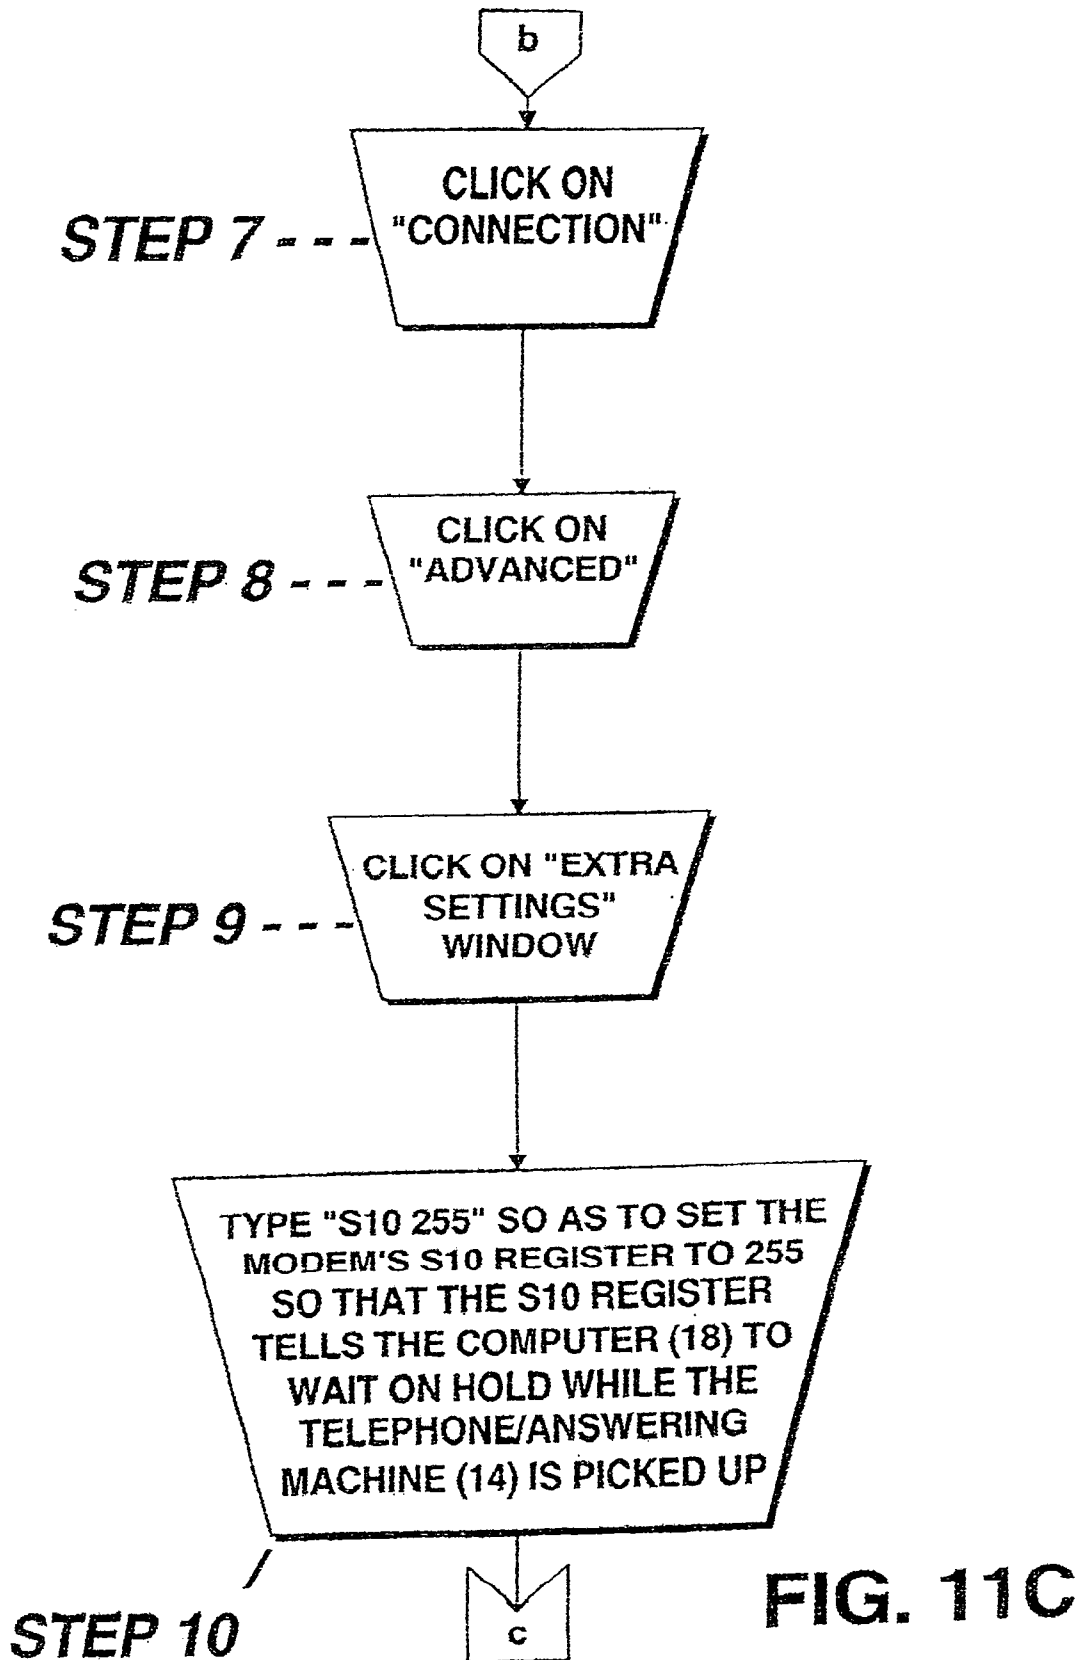 b
CLICK ON
"CONNECTION"
STEP 7 - - -
CLICK ON
"ADVANCED"
STEP 8 - - -
CLICK ON "EXTRA
SETTINGS"
WINDOW
STEP 9 - - -
TYPE "S10 255" SO AS TO SET THE
MODEM'S S10 REGISTER TO 255
SO THAT THE S10 REGISTER
TELLS THE COMPUTER (18) TO
WAIT ON HOLD WHILE THE
TELEPHONE/ANSWERING
MACHINE (14) IS PICKED UP
STEP 10
c
FIG. 11C